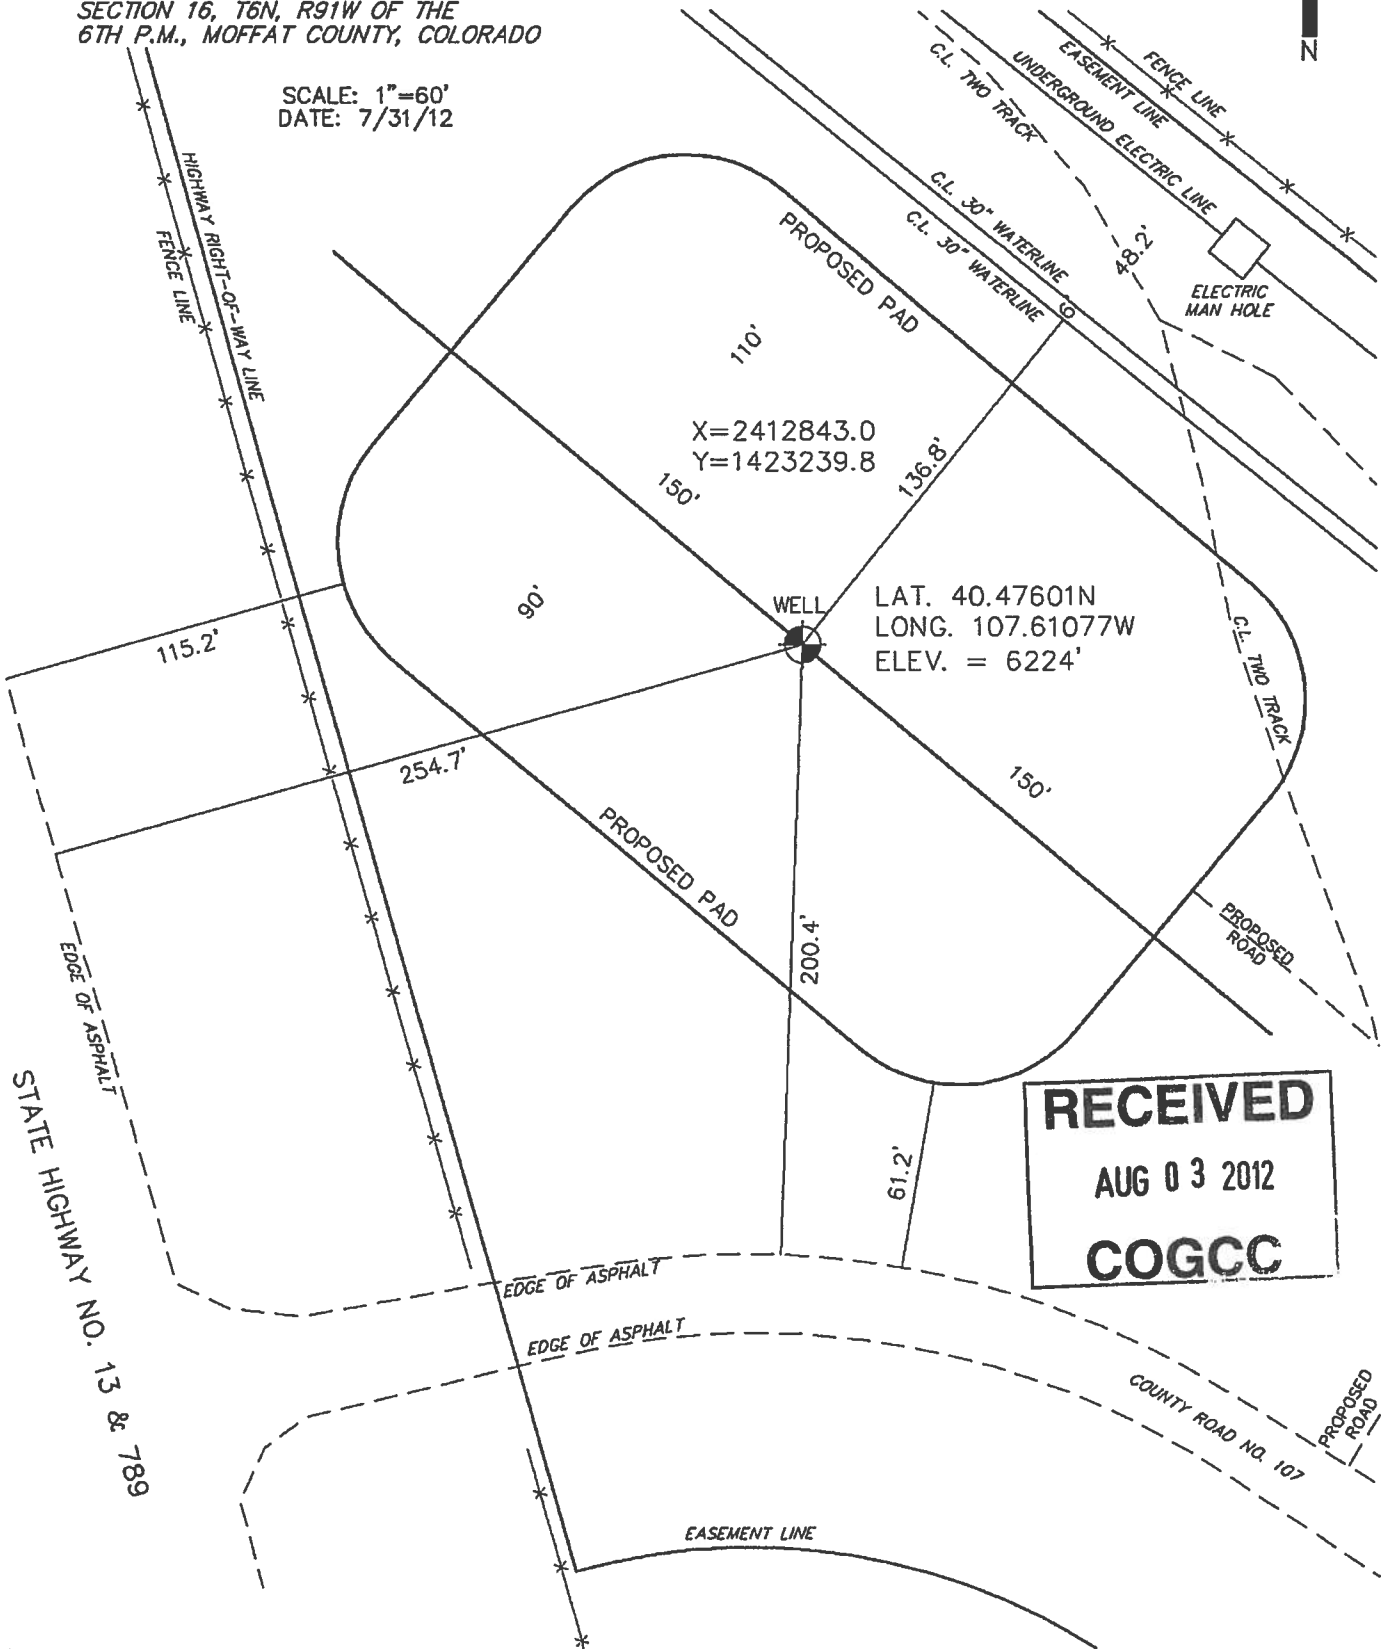 SECTION 16, T6N, R91W OF THE
6TH P.M., MOFFAT COUNTY, COLORADO
N
SCALE: 1"=60'
DATE: 7/31/12
FENCE LINE
EASEMENT LINE
UNDERGROUND ELECTRIC LINE
C.L. TWO TRACK
HIGHWAY RIGHT-OF-WAY LINE
FENCE LINE
C.L. 30" WATERLINE
C.L. 30" WATERLINE
PROPOSED PAD
48.2'
ELECTRIC
MAN HOLE
6'
110'
X=2412843.0
Y=1423239.8
136.8'
150'
90'
WELL
LAT. 40.47601N
LONG. 107.61077W
ELEV. = 6224'
115.2'
C.L. TWO TRACK
254.7'
150'
PROPOSED PAD
200.4'
PROPOSED
ROAD
EDGE OF ASPHALT
STATE HIGHWAY NO. 13 & 789
61.2'
RECEIVED
AUG 03 2012
COGCC
EDGE OF ASPHALT
EDGE OF ASPHALT
COUNTY ROAD NO. 107
PROPOSED
ROAD
EASEMENT LINE